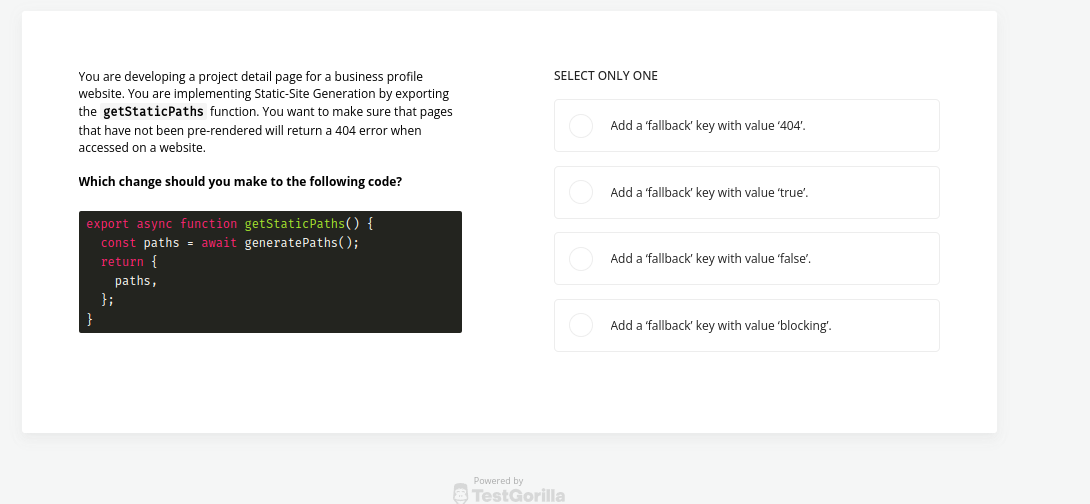 You are developing a project detail page for a business profile
website. You are implementing Static-Site Generation by exporting
the getStaticPaths function. You want to make sure that pages
that have not been pre-rendered will return a 404 error when
accessed on a website.
Which change should you make to the following code?
export async function getStaticPaths() {
  const paths = await generatePaths();
  return {
    paths,
  };
}
SELECT ONLY ONE
Add a ‘fallback’ key with value ‘404’.
Add a ‘fallback’ key with value ‘true’.
Add a ‘fallback’ key with value ‘false’.
Add a ‘fallback’ key with value ‘blocking’.
Powered by
TestGorilla